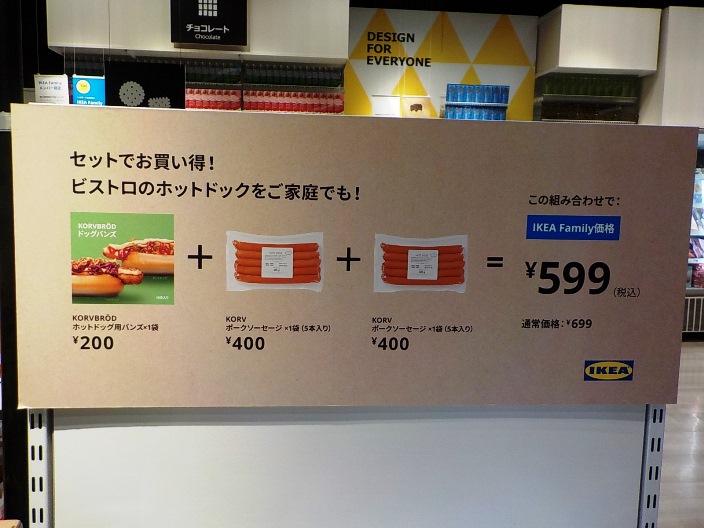 チョコレート
Chocolate
DESIGN
FOR
EVERYONE
IKEA Family
セットでお買い得！
ビストロのホットドックをご家庭でも！
KORVBRÖD
ドッグバンズ
+
+
=
この組み合わせで：
IKEA Family価格
¥599(税込)
通常価格：¥699
KORVBRÖD
ホットドッグ用バンズ×1袋
¥200
KORV
ポークソーセージ ×1袋 (5本入り)
¥400
KORV
ポークソーセージ ×1袋 (5本入り)
¥400
IKEA